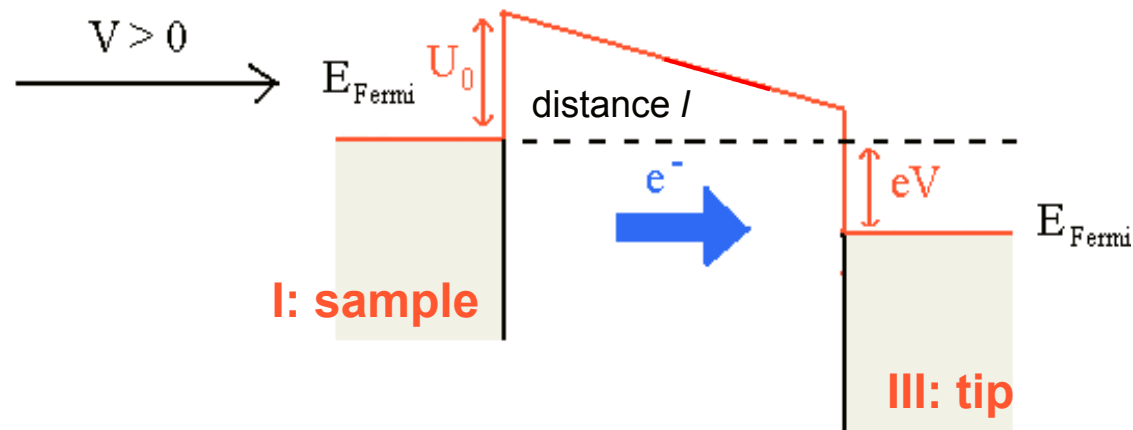 V > 0
E_Fermi
U_0
distance l
e^-
eV
E_Fermi
I: sample
III: tip